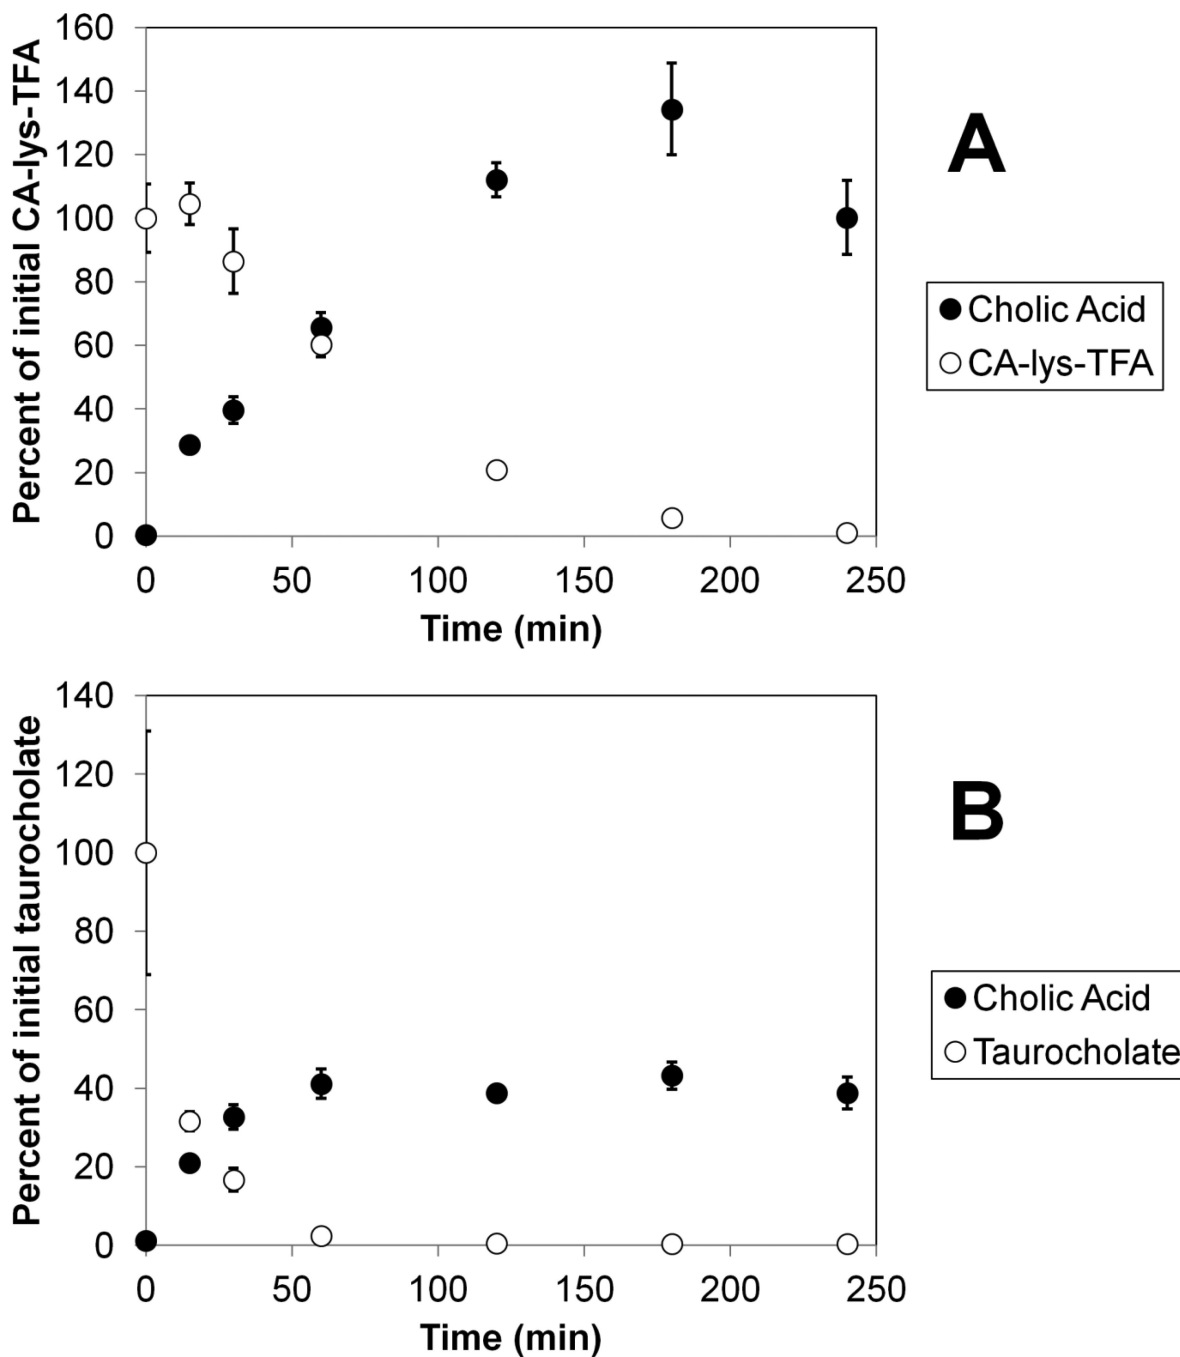 Percent of initial CA-lys-TFA
160
140
120
100
80
60
40
20
0
0 50 100 150 200 250
Time (min)
A
Cholic Acid
CA-lys-TFA
Percent of initial taurocholate
140
120
100
80
60
40
20
0
0 50 100 150 200 250
Time (min)
B
Cholic Acid
Taurocholate